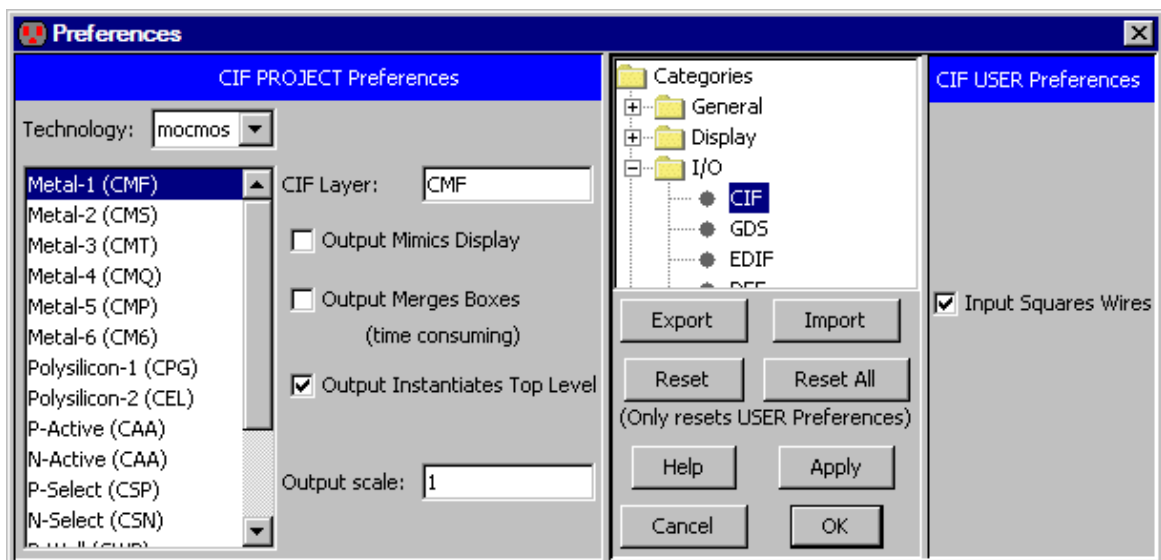 Preferences
CIF PROJECT Preferences
Technology: mocmos
Metal-1 (CMF)
Metal-2 (CMS)
Metal-3 (CMT)
Metal-4 (CMQ)
Metal-5 (CMP)
Metal-6 (CM6)
Polysilicon-1 (CPG)
Polysilicon-2 (CEL)
P-Active (CAA)
N-Active (CAA)
P-Select (CSP)
N-Select (CSN)
CIF Layer: CMF
Output Mimics Display
Output Merges Boxes
(time consuming)
Output Instantiates Top Level
Output scale: 1
Categories
General
Display
I/O
CIF
GDS
EDIF
Export Import
Reset Reset All
(Only resets USER Preferences)
Help Apply
Cancel OK
CIF USER Preferences
Input Squares Wires